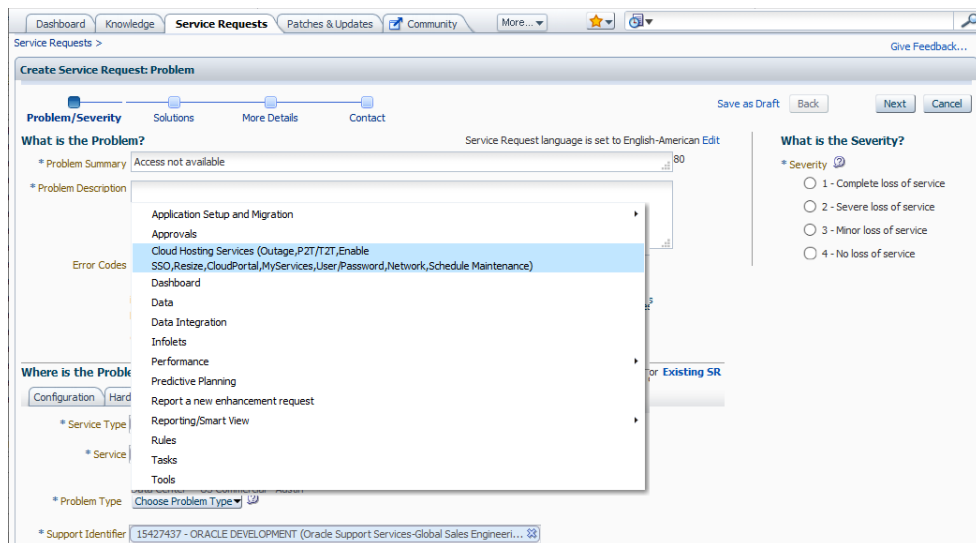 Dashboard Knowledge Service Requests Patches & Updates Community More...
Service Requests > Give Feedback...
Create Service Request: Problem
Problem/Severity Solutions More Details Contact Save as Draft Back Next Cancel
What is the Problem? Service Request language is set to English-American Edit What is the Severity?
* Problem Summary Access not available 80 * Severity
* Problem Description 1 - Complete loss of service
2 - Severe loss of service
3 - Minor loss of service
4 - No loss of service
Application Setup and Migration
Approvals
Cloud Hosting Services (Outage,P2T/T2T,Enable
SSO,Resize,CloudPortal,MyServices,User/Password,Network,Schedule Maintenance)
Error Codes
Dashboard
Data
Data Integration
Infolets
Performance
Predictive Planning
Report a new enhancement request
Reporting/Smart View
Rules
Tasks
Tools
Where is the Proble or Existing SR
Configuration Hard
* Service Type
* Service
* Problem Type Choose Problem Type
* Support Identifier 15427437 - ORACLE DEVELOPMENT (Oracle Support Services-Global Sales Engineeri...